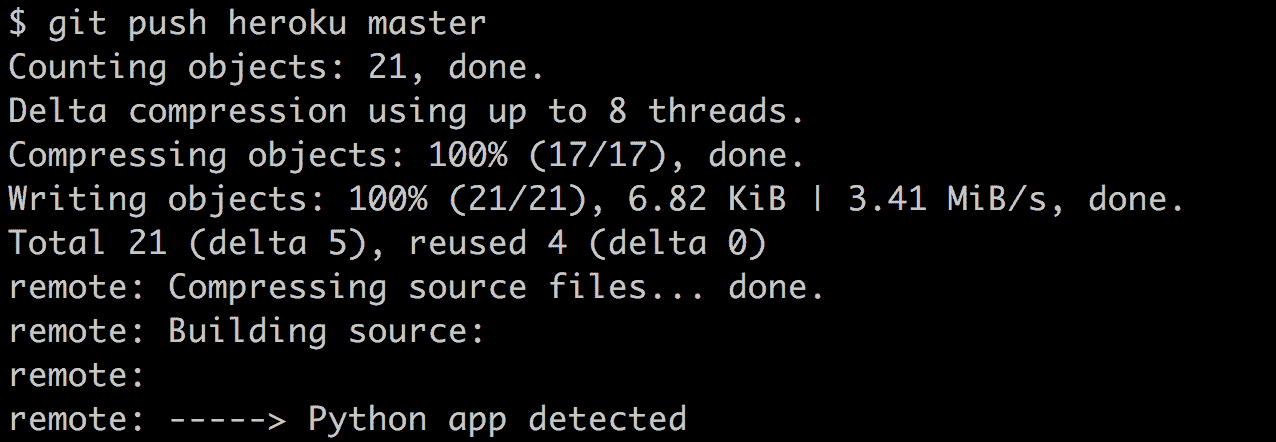 $ git push heroku master
Counting objects: 21, done.
Delta compression using up to 8 threads.
Compressing objects: 100% (17/17), done.
Writing objects: 100% (21/21), 6.82 KiB | 3.41 MiB/s, done.
Total 21 (delta 5), reused 4 (delta 0)
remote: Compressing source files... done.
remote: Building source:
remote:
remote: -----> Python app detected